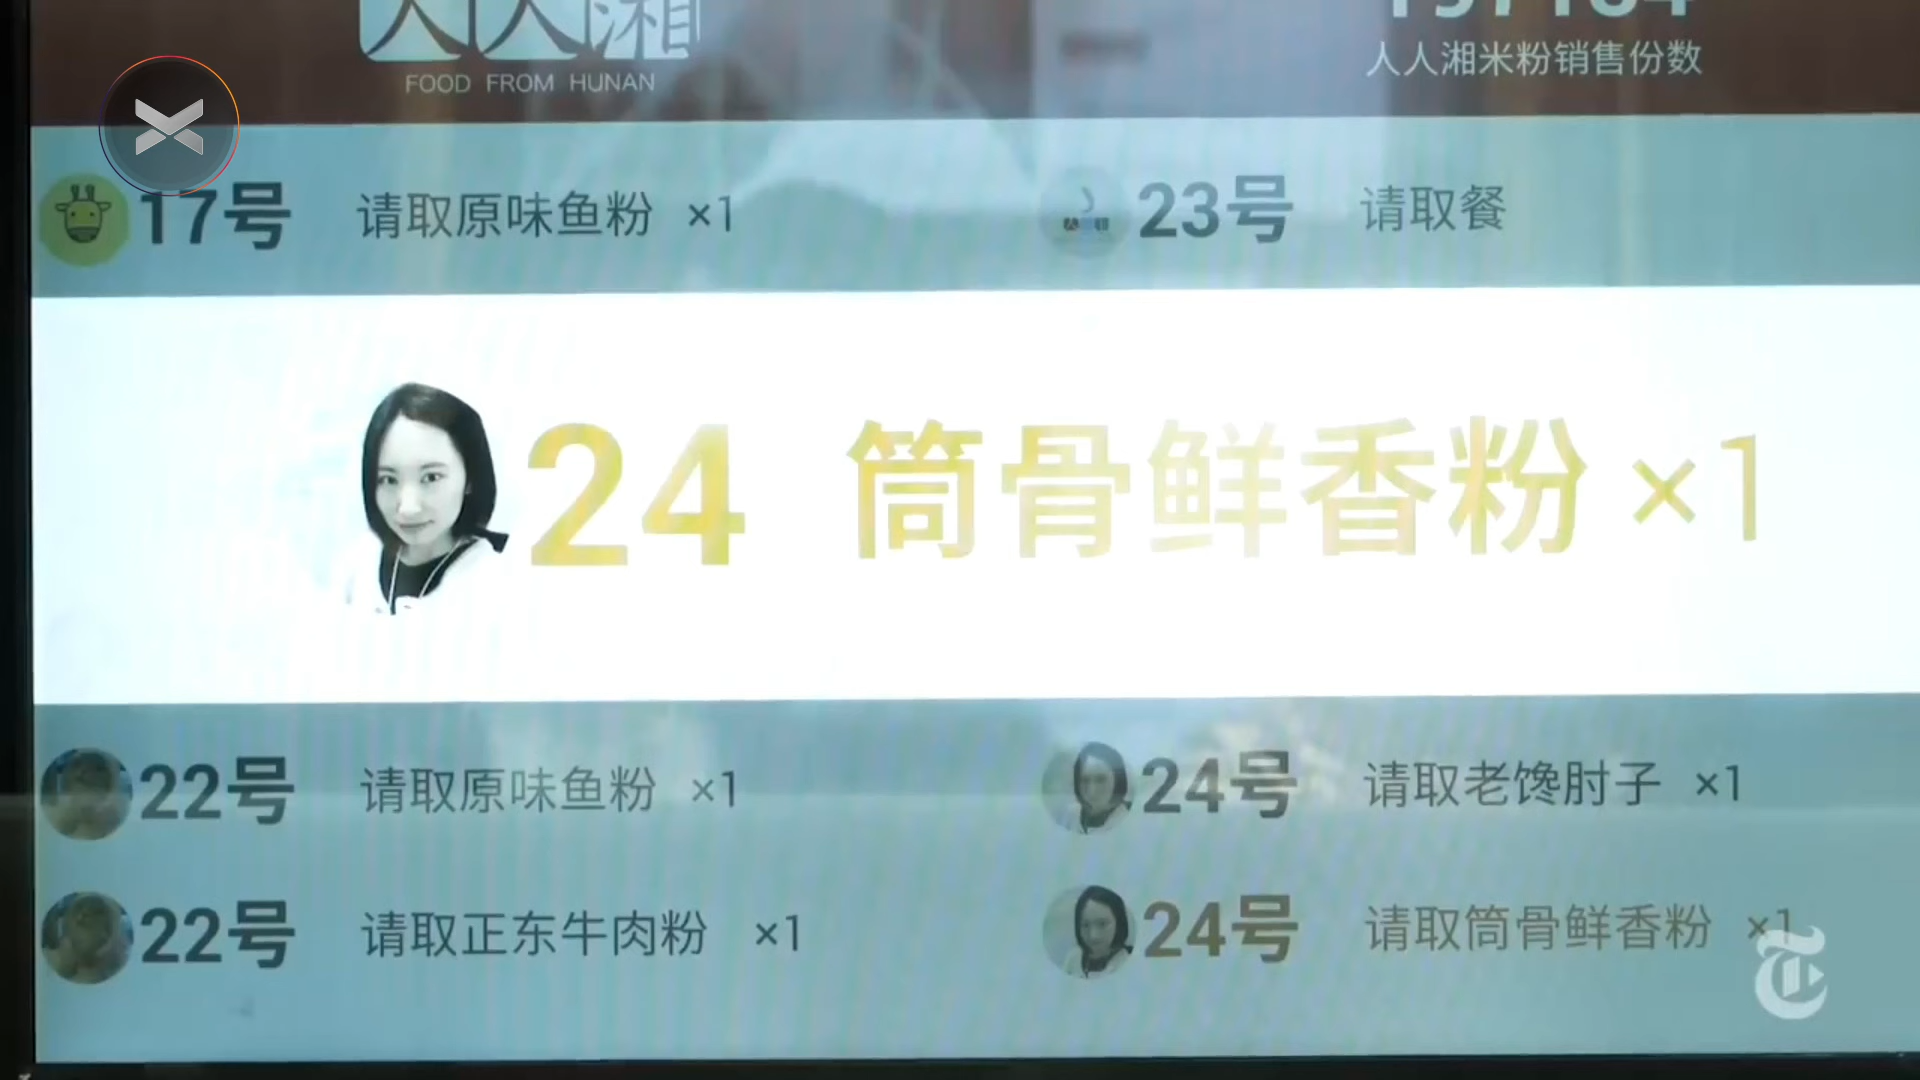 人人湘
FOOD FROM HUNAN
人人湘米粉销售份数
17号 请取原味鱼粉 ×1
23号 请取餐
24 筒骨鲜香粉 ×1
22号 请取原味鱼粉 ×1
24号 请取老馋肘子 ×1
22号 请取正东牛肉粉 ×1
24号 请取筒骨鲜香粉 ×1